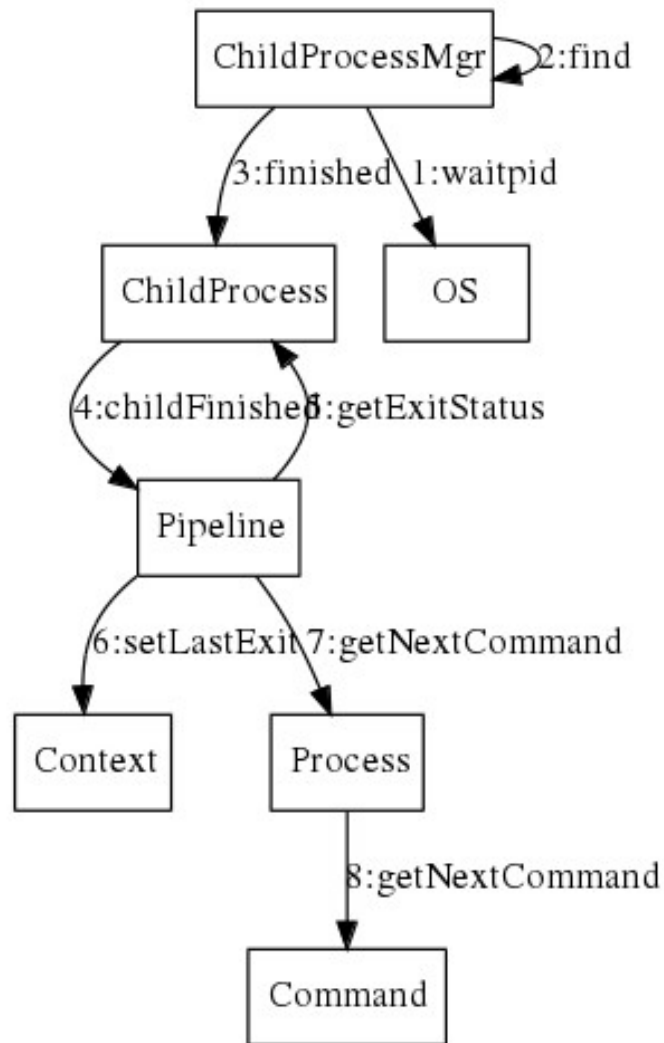 ChildProcessMgr
2:find
3:finished
1:waitpid
ChildProcess
OS
4:childFinished
5:getExitStatus
Pipeline
6:setLastExit
7:getNextCommand
Context
Process
8:getNextCommand
Command